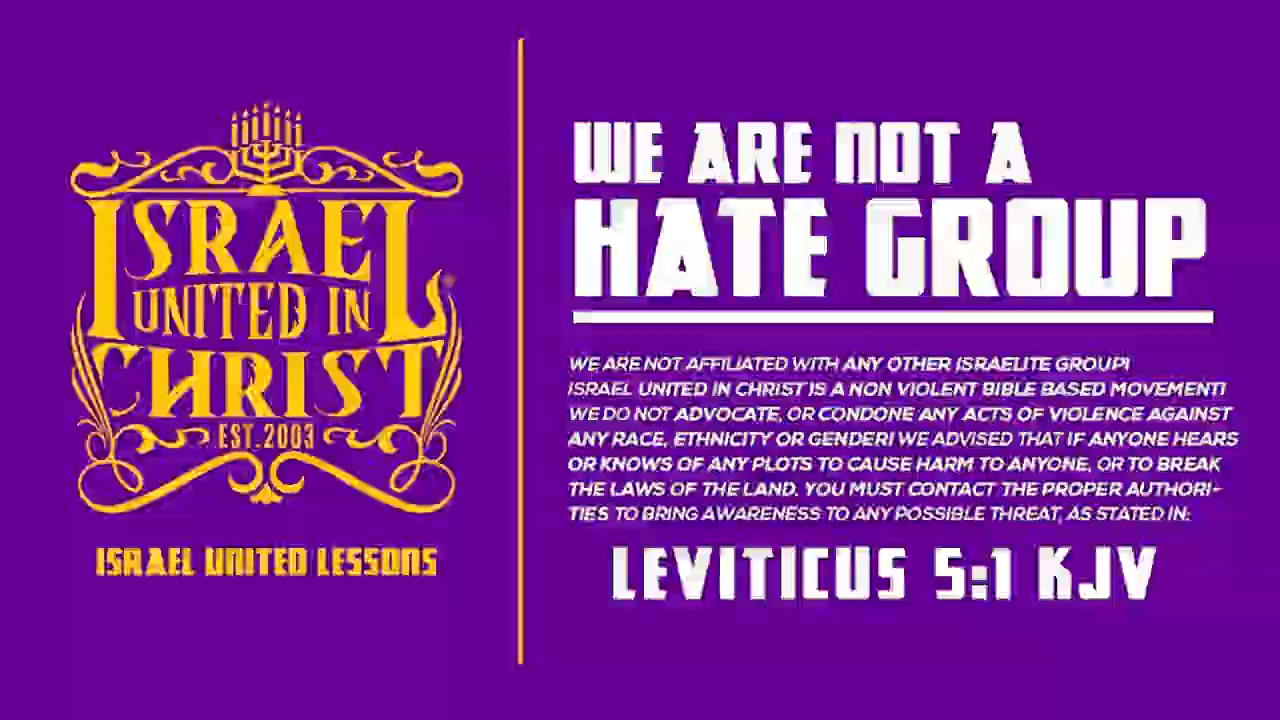 ISRAEL
UNITED IN
CHRIST
EST. 2003
ISRAEL UNITED LESSONS
WE ARE NOT A
HATE GROUP
WE ARE NOT AFFILIATED WITH ANY OTHER ISRAELITE GROUP!
ISRAEL UNITED IN CHRIST IS A NON VIOLENT BIBLE BASED MOVEMENT!
WE DO NOT ADVOCATE, OR CONDONE ANY ACTS OF VIOLENCE AGAINST
ANY RACE, ETHNICITY OR GENDER! WE ADVISED THAT IF ANYONE HEARS
OR KNOWS OF ANY PLOTS TO CAUSE HARM TO ANYONE, OR TO BREAK
THE LAWS OF THE LAND. YOU MUST CONTACT THE PROPER AUTHORI-
TIES TO BRING AWARENESS TO ANY POSSIBLE THREAT, AS STATED IN:
LEVITICUS 5:1 KJV